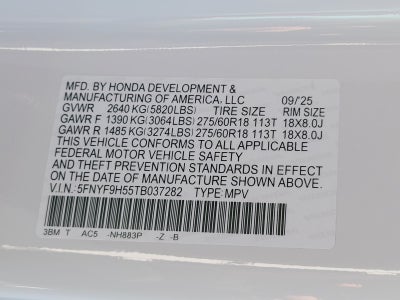 MFD. BY HONDA DEVELOPMENT &
MANUFACTURING OF AMERICA, LLC 09/'25
GVWR 2640 KG (5820LBS) TIRE SIZE RIM SIZE
GAWR F 1390 KG (3064LBS) 275/60R18 113T 18X8.0J
GAWR R 1485 KG (3274LBS) 275/60R18 113T 18X8.0J
THIS VEHICLE CONFORMS TO ALL APPLICABLE
FEDERAL MOTOR VEHICLE SAFETY
AND THEFT PREVENTION STANDARDS IN EFFECT
ON THE DATE OF MANUFACTURE SHOWN ABOVE.
V.I.N.: 5FNYF9H55TB037282 TYPE: MPV
3BM T AC5 -NH883P -Z -B